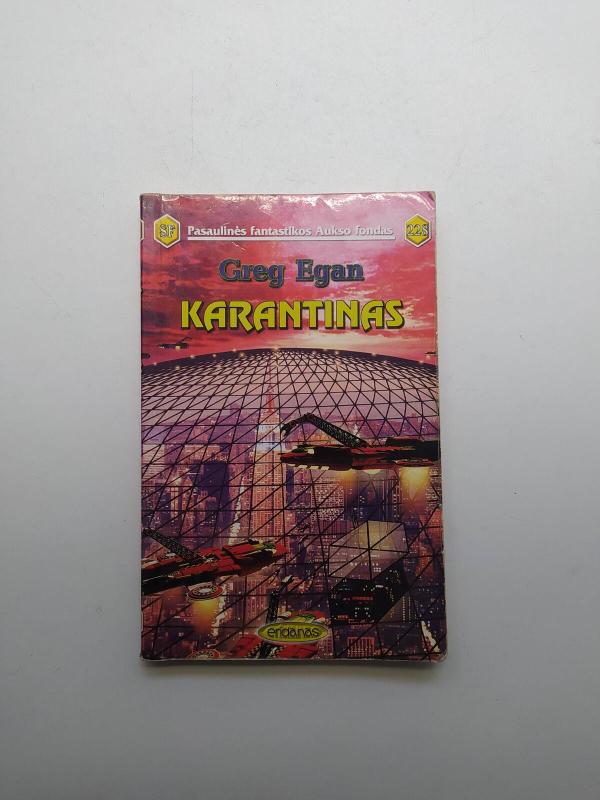 SF Pasaulinės fantastikos Aukso fondas 228
Greg Egan
KARANTINAS
eridanas